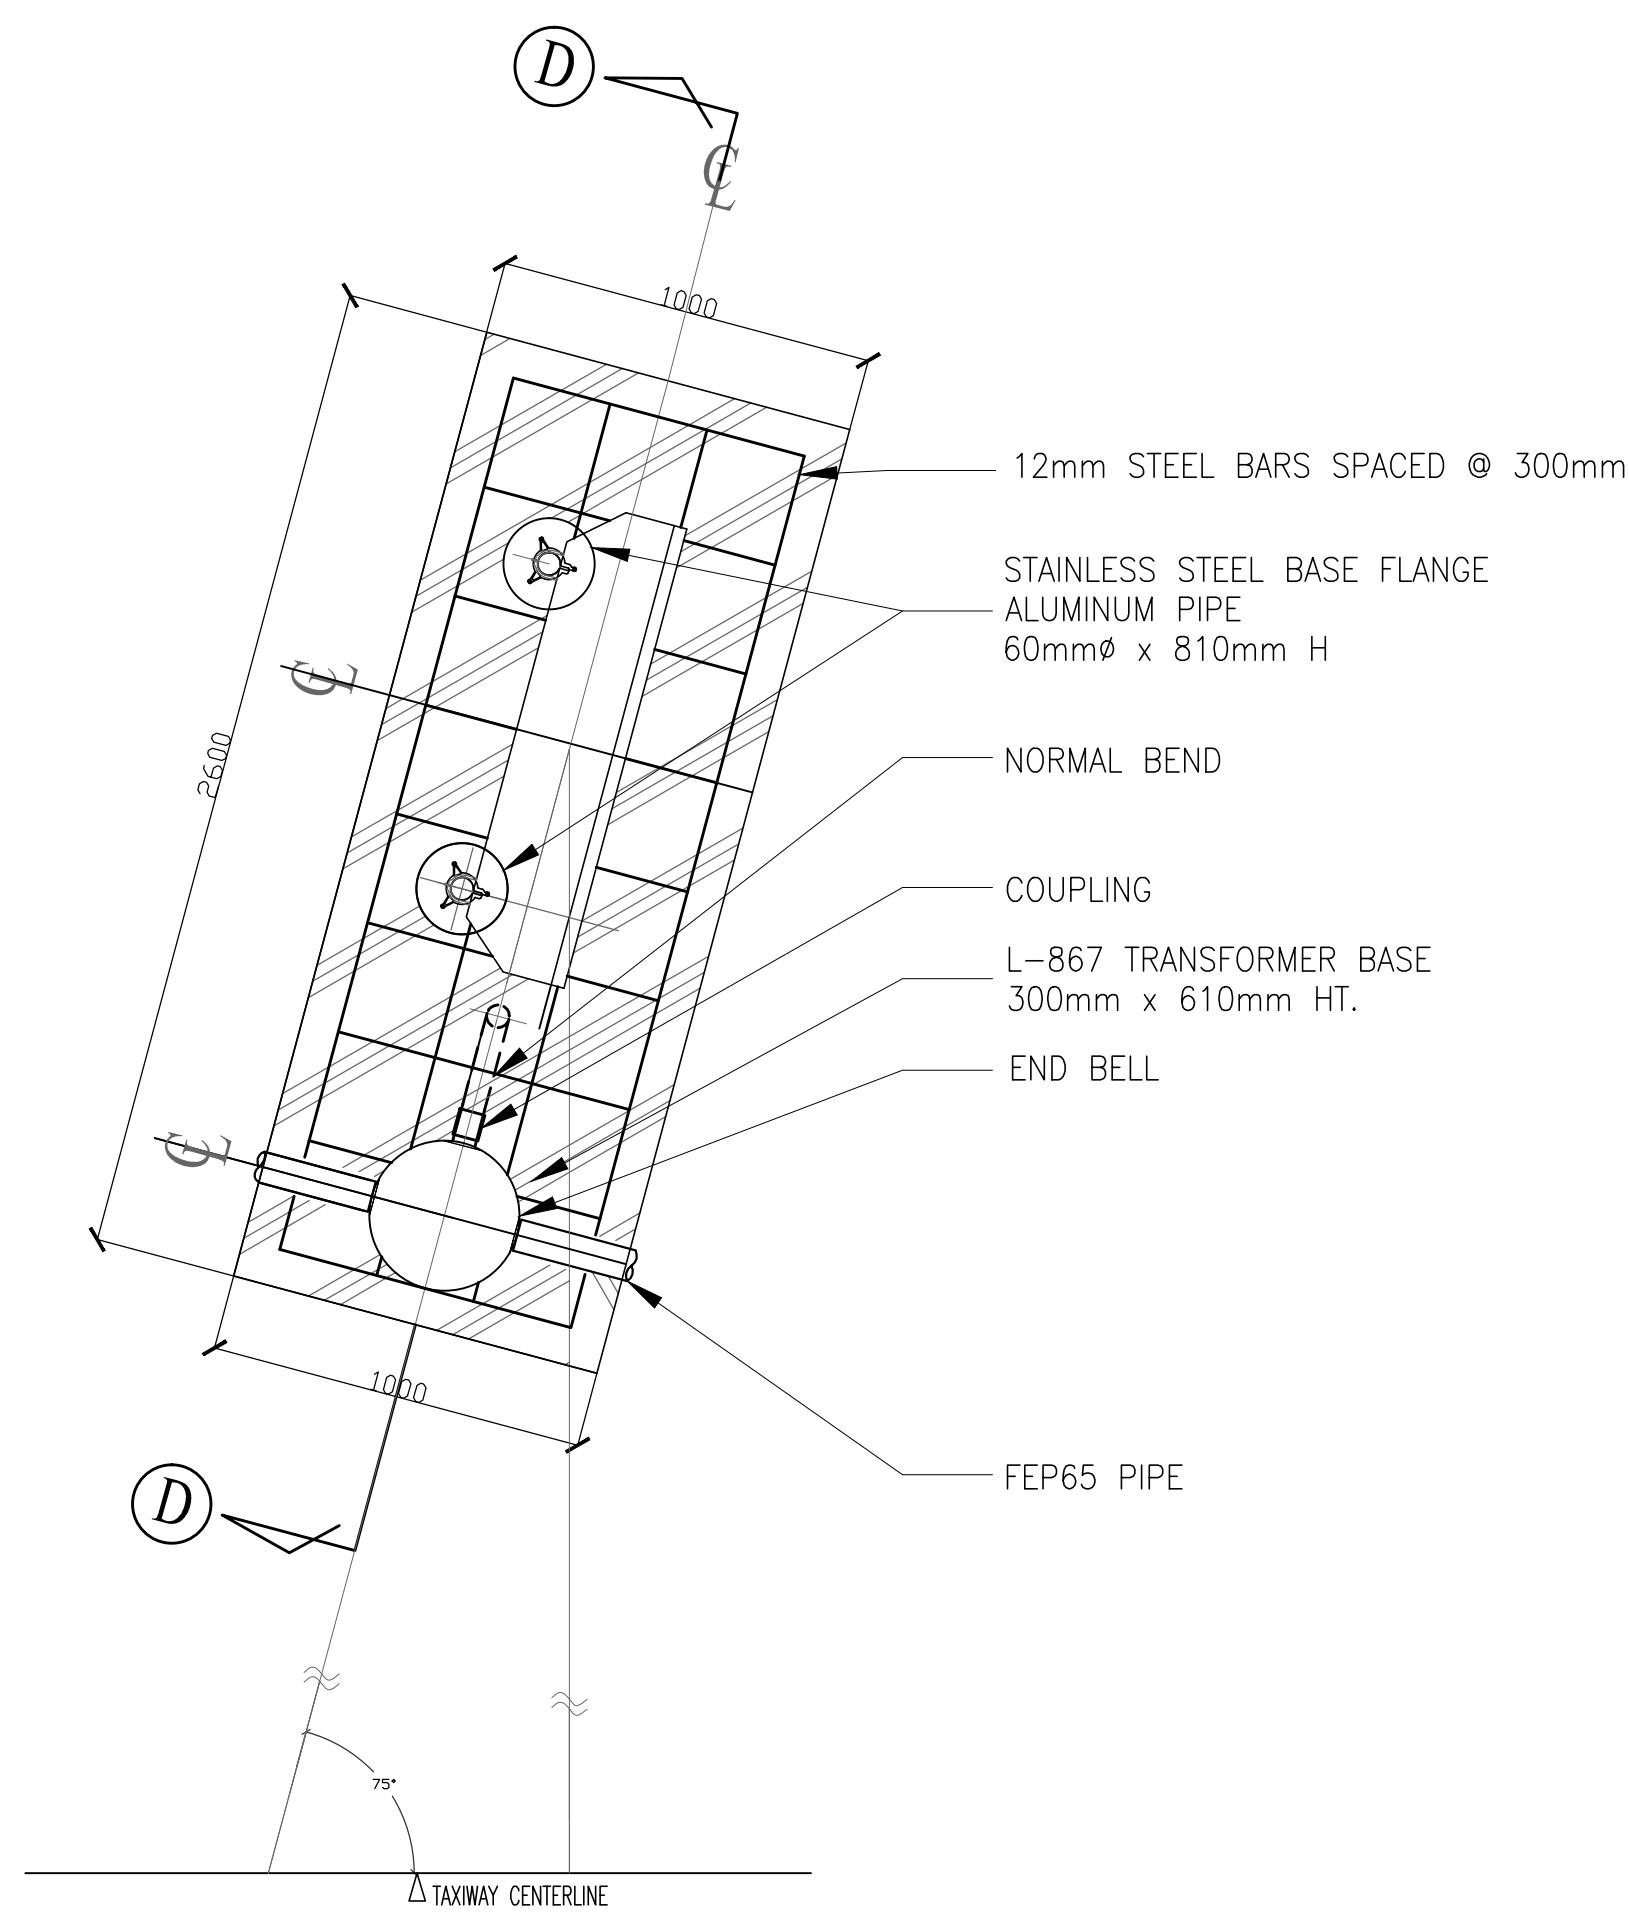 D
℄
1000
12mm STEEL BARS SPACED @ 300mm
STAINLESS STEEL BASE FLANGE
ALUMINUM PIPE
60mmø x 810mm H
℄
2600
NORMAL BEND
COUPLING
L-867 TRANSFORMER BASE
300mm x 610mm HT.
END BELL
℄
1000
FEP65 PIPE
D
75°
TAXIWAY CENTERLINE